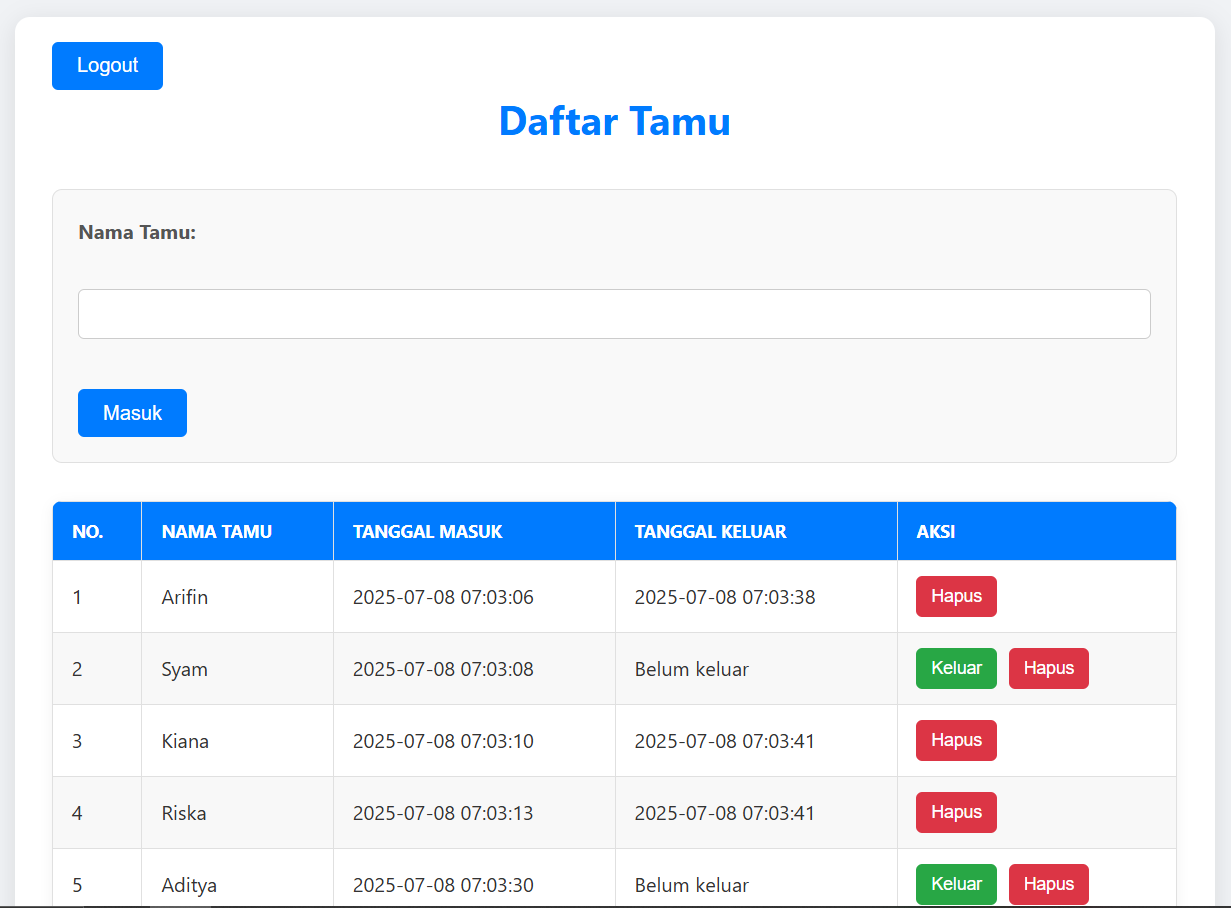 Logout
Daftar Tamu
Nama Tamu:
Masuk
NO. NAMA TAMU TANGGAL MASUK TANGGAL KELUAR AKSI
1 Arifin 2025-07-08 07:03:06 2025-07-08 07:03:38 Hapus
2 Syam 2025-07-08 07:03:08 Belum keluar Keluar Hapus
3 Kiana 2025-07-08 07:03:10 2025-07-08 07:03:41 Hapus
4 Riska 2025-07-08 07:03:13 2025-07-08 07:03:41 Hapus
5 Aditya 2025-07-08 07:03:30 Belum keluar Keluar Hapus